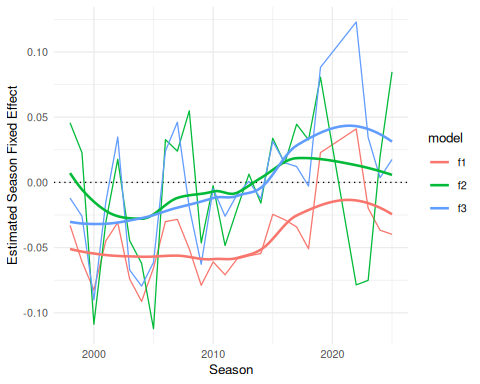 0.10
0.05
0.00
-0.05
-0.10
2000
2010
2020
Season
Estimated Season Fixed Effect
model
f1
f2
f3